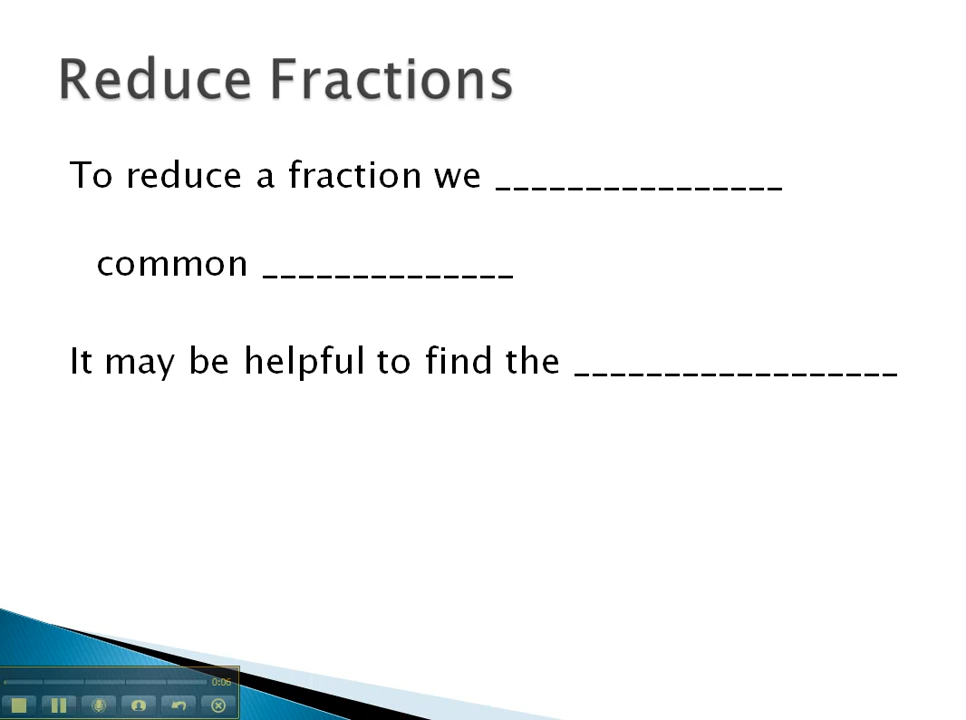 Reduce Fractions
To reduce a fraction we ________________
common ______________
It may be helpful to find the __________________
0:06